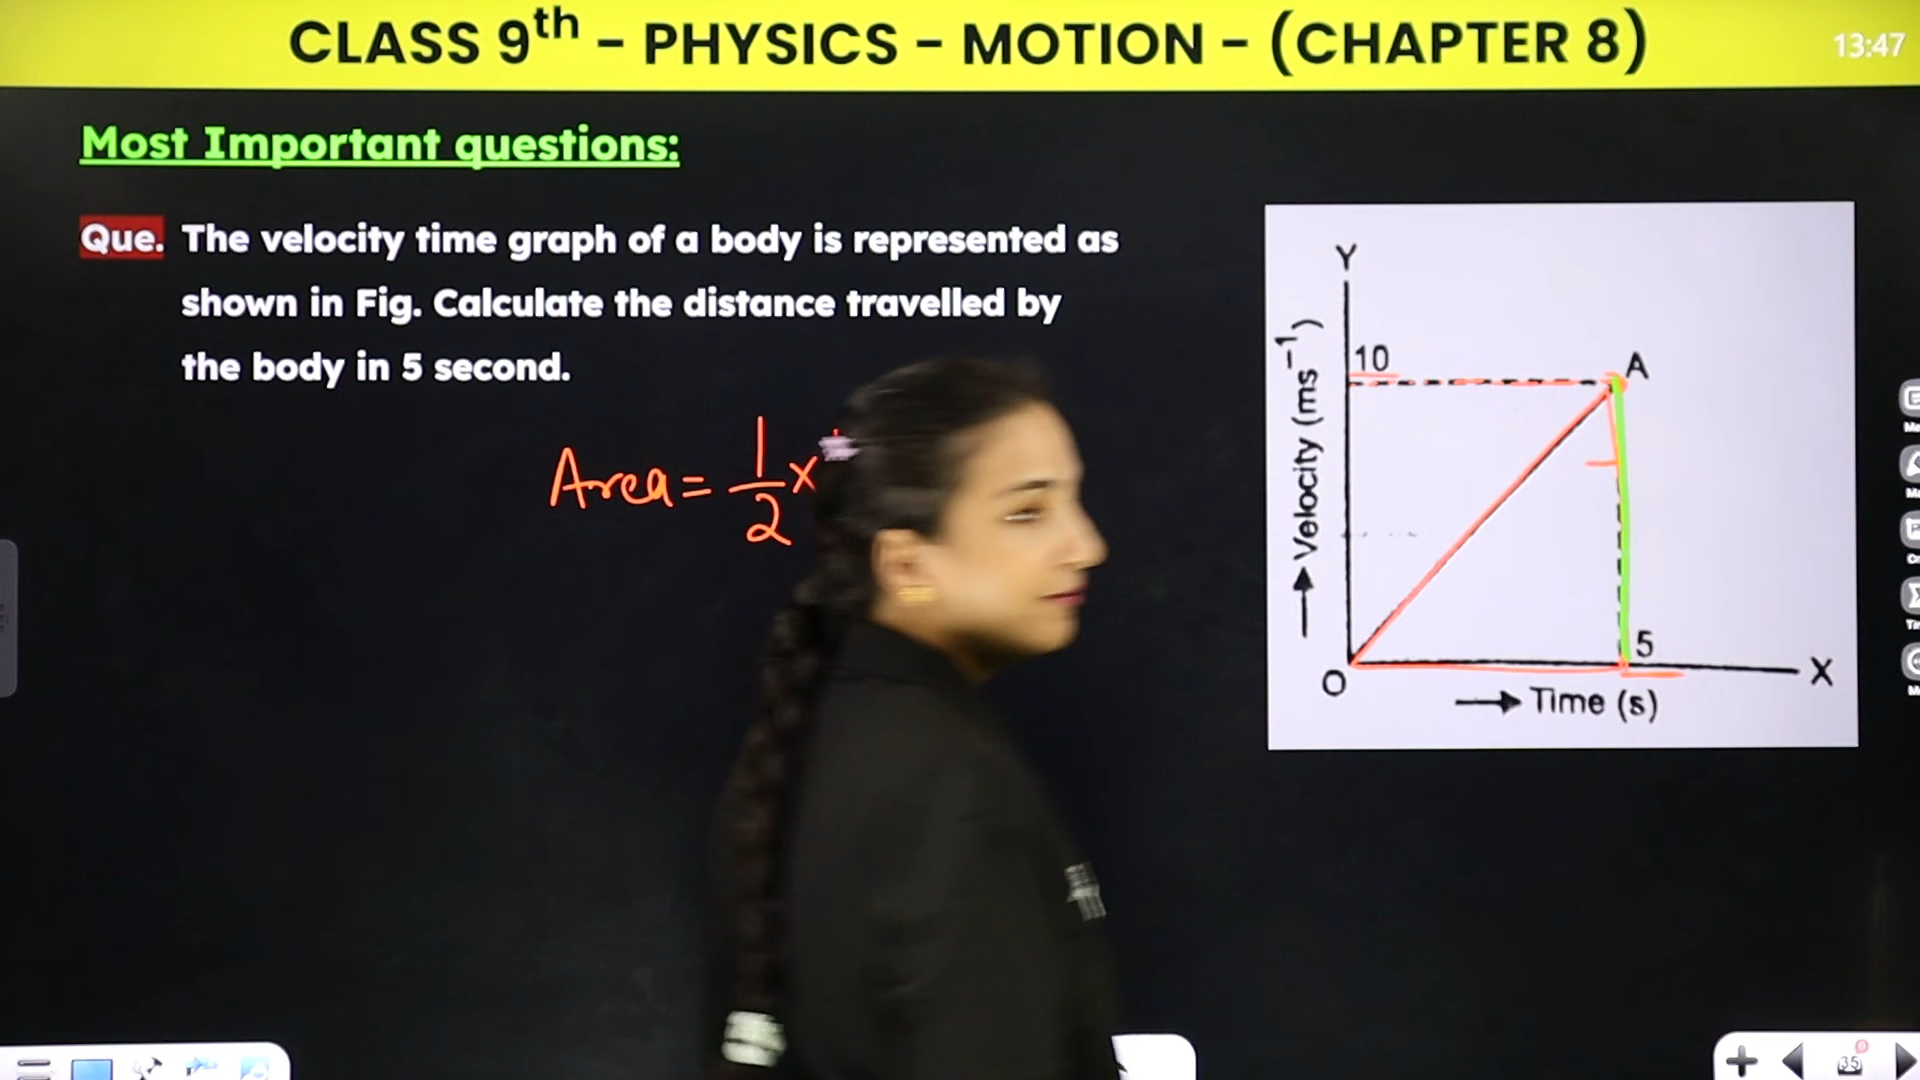 CLASS 9th - PHYSICS - MOTION - (CHAPTER 8)
13:47
Most Important questions:
Que. The velocity time graph of a body is represented as
shown in Fig. Calculate the distance travelled by
the body in 5 second.
Area = 1/2 x
Y
10
A
→ Velocity (ms⁻¹)
5
O
X
→ Time (s)
35